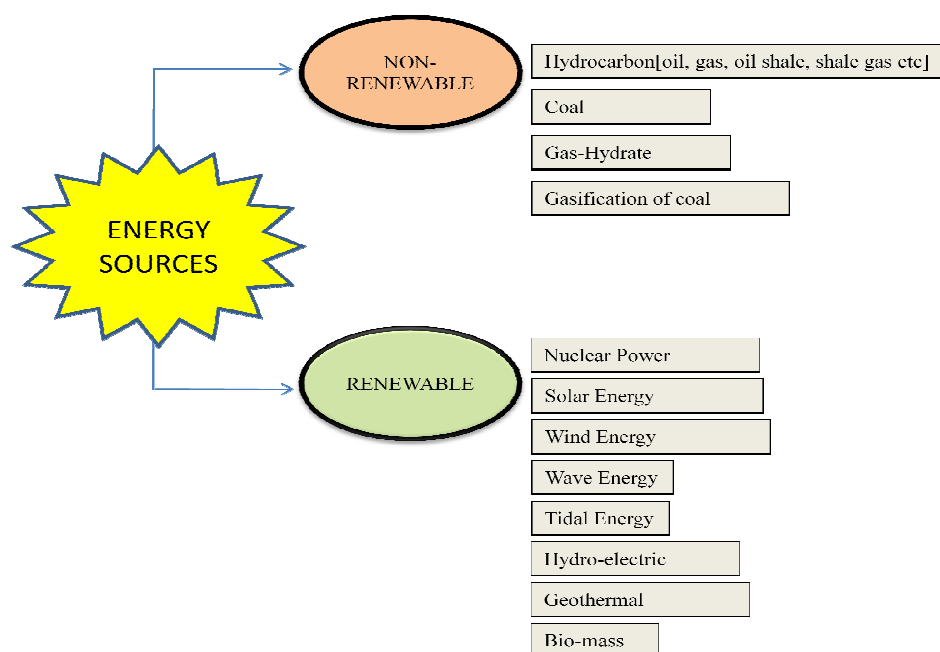 ENERGY
SOURCES
NON-
RENEWABLE
Hydrocarbon[oil, gas, oil shale, shale gas etc]
Coal
Gas-Hydrate
Gasification of coal
RENEWABLE
Nuclear Power
Solar Energy
Wind Energy
Wave Energy
Tidal Energy
Hydro-electric
Geothermal
Bio-mass